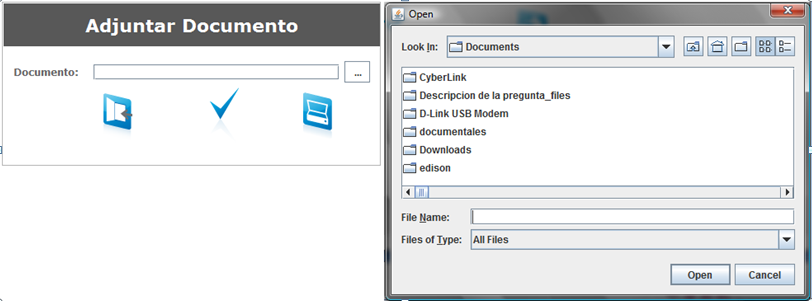 Adjuntar Documento
Documento:
...
Open
Look In:
Documents
CyberLink
Descripcion de la pregunta_files
D-Link USB Modem
documentales
Downloads
edison
File Name:
Files of Type:
All Files
Open
Cancel